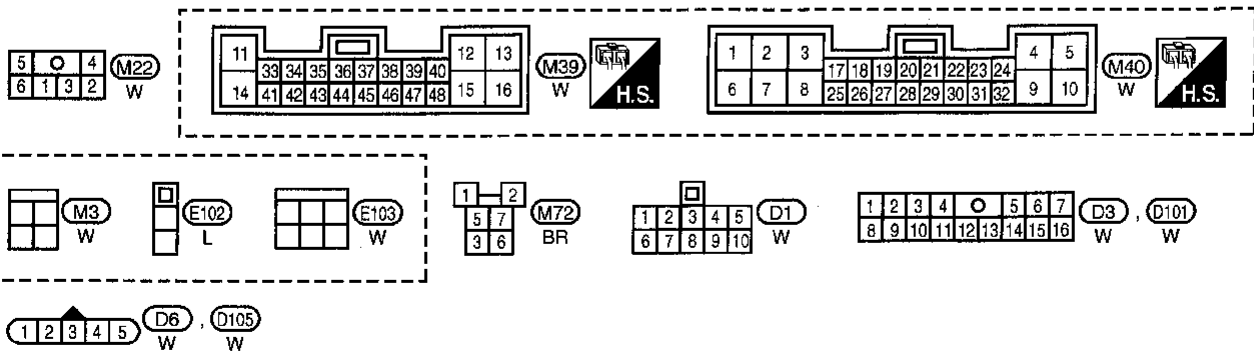 5 4 M22
6 1 3 2 W
11 12 13 M39
33 34 35 36 37 38 39 40 W
14 41 42 43 44 45 46 47 48 15 16
H.S.
1 2 3 4 5 M40
17 18 19 20 21 22 23 24 W
6 7 8 25 26 27 28 29 30 31 32 9 10
H.S.
M3
W
E102
L
E103
W
1 2 M72
5 7 BR
3 6
1 2 3 4 5 D1
6 7 8 9 10 W
1 2 3 4 5 6 7 D3 , D101
8 9 10 11 12 13 14 15 16 W W
1 2 3 4 5 D6 , D105
W W